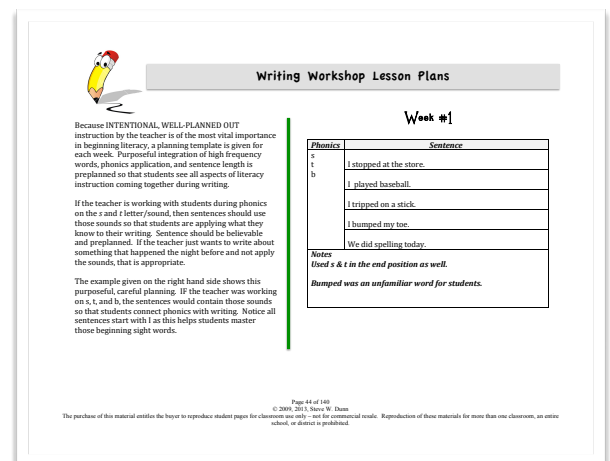 Writing Workshop Lesson Plans
Because INTENTIONAL, WELL-PLANNED OUT
instruction by the teacher is of the most vital importance
in beginning literacy, a planning template is given for
each week.  Purposeful integration of high frequency
words, phonics application, and sentence length is
preplanned so that students see all aspects of literacy
instruction coming together during writing.
If the teacher is working with students during phonics
on the s and t letter/sound, then sentences should use
those sounds so that students are applying what they
know to their writing.  Sentence should be believable
and preplanned.  If the teacher just wants to write about
something that happened the night before and not apply
the sounds, that is appropriate.
The example given on the right hand side shows this
purposeful, careful planning.  IF the teacher was working
on s, t, and b, the sentences would contain those sounds
so that students connect phonics with writing.  Notice all
sentences start with I as this helps students master
those beginning sight words.
Week #1
Phonics Sentence
s
t
b
I stopped at the store.
I  played baseball.
I tripped on a stick.
I bumped my toe.
We did spelling today.
Notes
Used s & t in the end position as well.
Bumped was an unfamiliar word for students.
Page 44 of 140
© 2009, 2013, Steve W. Dunn
The purchase of this material entitles the buyer to reproduce student pages for classroom use only – not for commercial resale.  Reproduction of these materials for more than one classroom, an entire
school, or district is prohibited.